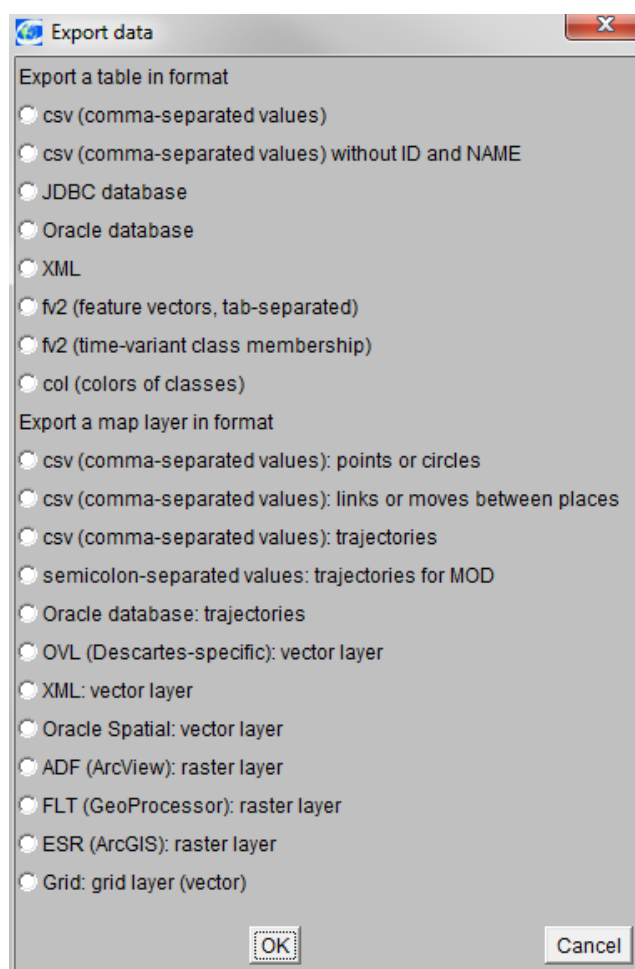 Export data
Export a table in format
csv (comma-separated values)
csv (comma-separated values) without ID and NAME
JDBC database
Oracle database
XML
fv2 (feature vectors, tab-separated)
fv2 (time-variant class membership)
col (colors of classes)
Export a map layer in format
csv (comma-separated values): points or circles
csv (comma-separated values): links or moves between places
csv (comma-separated values): trajectories
semicolon-separated values: trajectories for MOD
Oracle database: trajectories
OVL (Descartes-specific): vector layer
XML: vector layer
Oracle Spatial: vector layer
ADF (ArcView): raster layer
FLT (GeoProcessor): raster layer
ESR (ArcGIS): raster layer
Grid: grid layer (vector)
OK Cancel